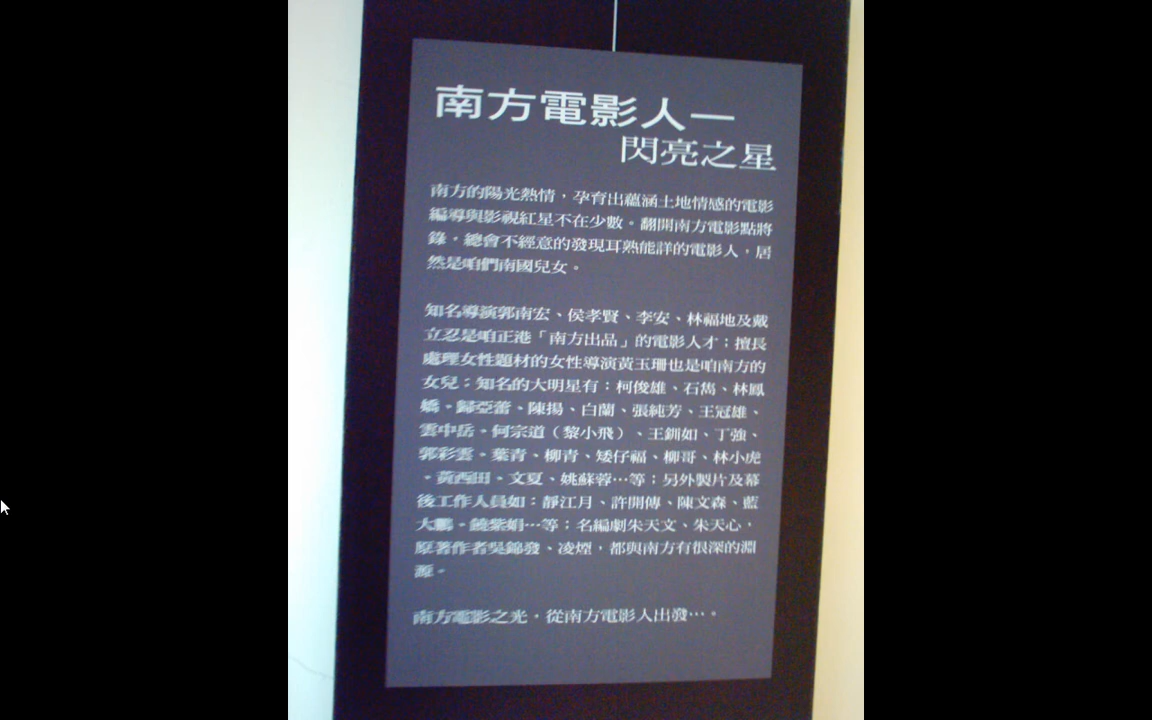 南方電影人—
閃亮之星
南方的陽光熱情，孕育出蘊涵土地情感的電影
編導與影視紅星不在少數。翻開南方電影點將
錄，總會不經意的發現耳熟能詳的電影人，居
然是咱們南國兒女。
知名導演郭南宏、侯孝賢、李安、林福地及戴
立忍是咱正港「南方出品」的電影人才；擅長
處理女性題材的女性導演黃玉珊也是咱南方的
女兒；知名的大明星有：柯俊雄、石雋、林鳳
嬌、歸亞蕾、陳揚、白蘭、張純芳、王冠雄、
雲中岳、何宗道（黎小飛）、王釧如、丁強、
郭彩雲、葉青、柳青、矮仔福、柳哥、林小虎
、黃西田、文夏、姚蘇蓉…等；另外製片及幕
後工作人員如：靜江月、許開傳、陳文森、藍
大鵬、饒紫娟…等；名編劇朱天文、朱天心，
原著作者吳錦發、凌煙，都與南方有很深的淵
源。
南方電影之光，從南方電影人出發…。